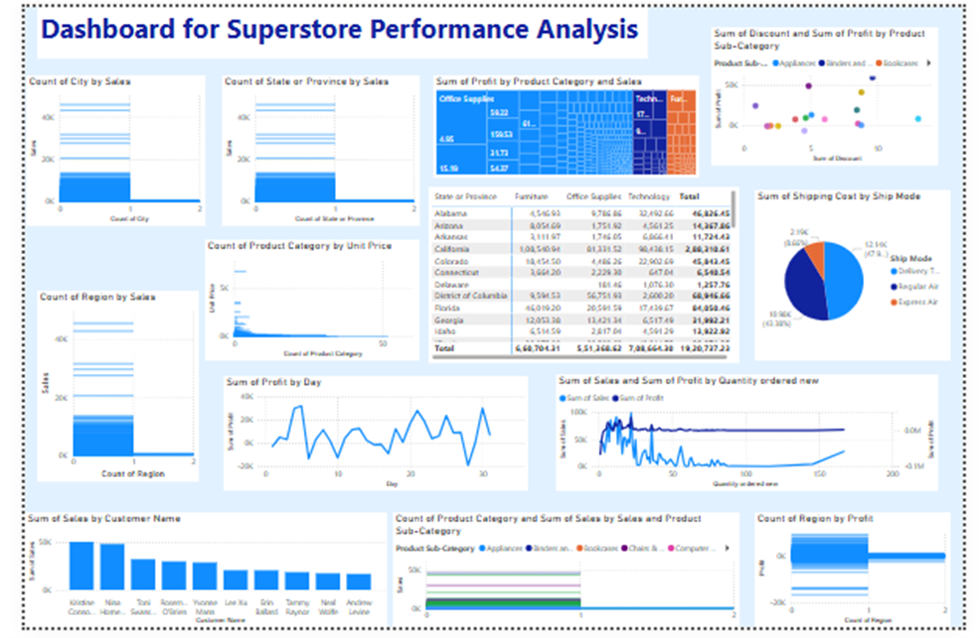 Dashboard for Superstore Performance Analysis
Sum of Discount and Sum of Profit by Product
Sub-Category
Product Sub-... Appliances Binders and ... Bookcases
Sum of Profit
50K
0K
0 5 10
Sum of Discount
Count of City by Sales
Sales
40K
20K
0K
0 1 2
Count of City
Count of State or Province by Sales
Sales
40K
20K
0K
0 1 2
Count of State or Province
Sum of Profit by Product Category and Sales
Office Supplies Techn... Fur...
59.22 61... 17...
4.95 159.53 9...
31.73
15.19 54.37
State or Province Furniture Office Supplies Technology Total
Alabama 4,546.93 9,786.86 32,492.66 46,826.45
Arizona 8,054.69 1,751.92 4,561.25 14,367.86
Arkansas 3,111.97 1,746.05 6,866.41 11,724.43
California 1,08,540.94 81,331.52 98,438.15 2,88,310.61
Colorado 18,454.50 4,486.26 22,902.69 45,843.45
Connecticut 3,664.20 2,229.30 647.04 6,540.54
Delaware 181.46 1,076.30 1,257.76
District of Columbia 9,594.53 56,751.93 2,600.20 68,946.66
Florida 46,019.20 20,591.59 17,439.67 84,050.46
Georgia 12,053.38 13,421.34 6,517.49 31,992.21
Idaho 6,514.59 2,817.04 4,591.29 13,922.92
Total 6,60,704.31 5,51,368.62 7,08,664.30 19,20,737.23
Sum of Shipping Cost by Ship Mode
2.19K
(8.66%)
12.14K
(47.9...)
10.98K
(43.38%)
Ship Mode
Delivery T...
Regular Air
Express Air
Count of Product Category by Unit Price
Unit Price
5K
0K
0 50
Count of Product Category
Count of Region by Sales
Sales
40K
20K
0K
0 1 2
Count of Region
Sum of Profit by Day
Sum of Profit
40K
20K
0K
-20K
0 10 20 30
Day
Sum of Sales and Sum of Profit by Quantity ordered new
Sum of Sales Sum of Profit
Sum of Sales
100K
50K
0K
0.0M
-0.1M
Sum of Profit
0 50 100 150 200
Quantity ordered new
Sum of Sales by Customer Name
Sum of Sales
50K
0K
Kristine Nina Toni Rosem... Yvonne Lee Xu Erin Tammy Neal Andrew
Conno... Horne... Swans... O'Brien Mann Ballard Raynor Wolfe Levine
Customer Name
Count of Product Category and Sum of Sales by Sales and Product
Sub-Category
Product Sub-Category Appliances Binders an... Bookcases Chairs & ... Computer ...
Sales
50K
0K
0 1 2
Count of Region by Profit
Profit
0K
-20K
0 1 2
Count of Region